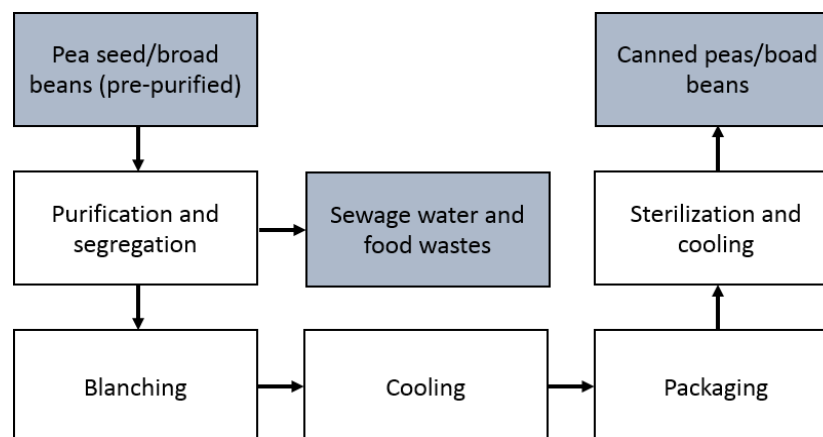 Pea seed/broad
beans (pre-purified)
Canned peas/boad
beans
Purification and
segregation
Sewage water and
food wastes
Sterilization and
cooling
Blanching
Cooling
Packaging